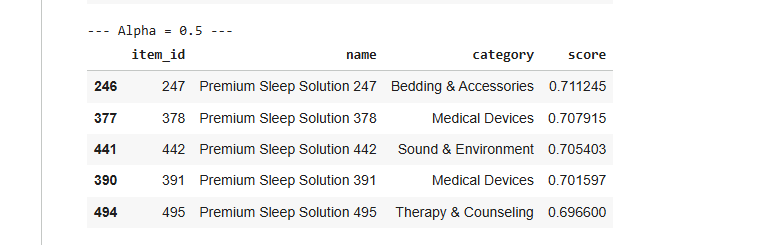 --- Alpha = 0.5 ---
item_id name category score
246 247 Premium Sleep Solution 247 Bedding & Accessories 0.711245
377 378 Premium Sleep Solution 378 Medical Devices 0.707915
441 442 Premium Sleep Solution 442 Sound & Environment 0.705403
390 391 Premium Sleep Solution 391 Medical Devices 0.701597
494 495 Premium Sleep Solution 495 Therapy & Counseling 0.696600